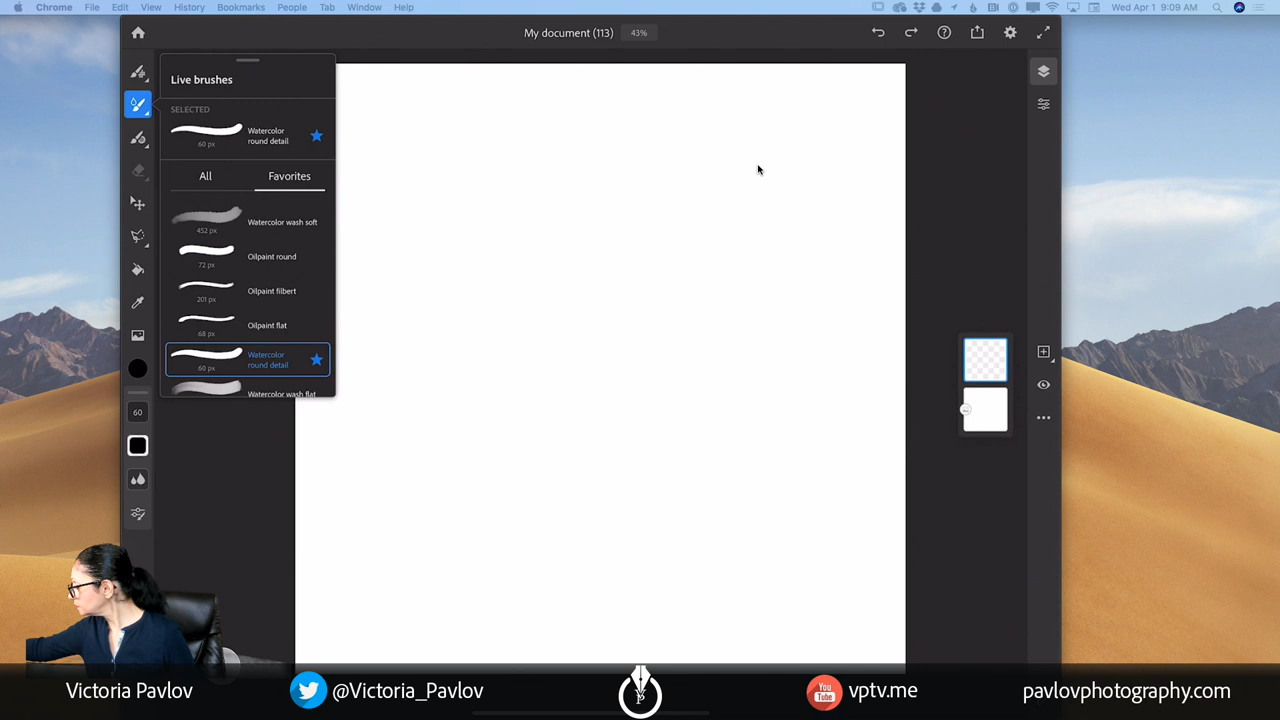 Chrome File Edit View History Bookmarks People Tab Window Help
Wed Apr 1 9:09 AM
My document (113) 43%
Live brushes
SELECTED
Watercolor
round detail
60 px
All Favorites
Watercolor wash soft
452 px
Oilpaint round
72 px
Oilpaint filbert
201 px
Oilpaint flat
68 px
Watercolor
round detail
60 px
Watercolor wash flat
60
Victoria Pavlov
@Victoria_Pavlov
You
Tube
vptv.me
pavlovphotography.com